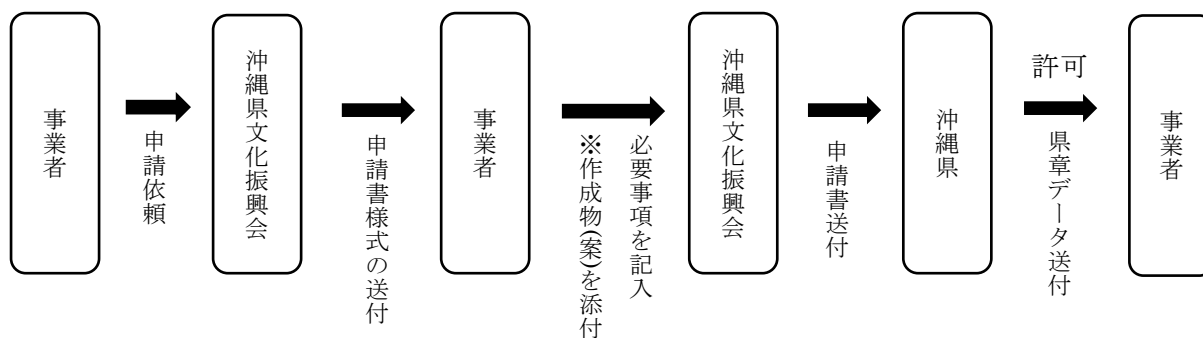 事業者
申請依頼
沖縄県文化振興会
申請書様式の送付
事業者
必要事項を記入
※作成物(案)を添付
沖縄県文化振興会
申請書送付
沖縄県
許可
県章データ送付
事業者